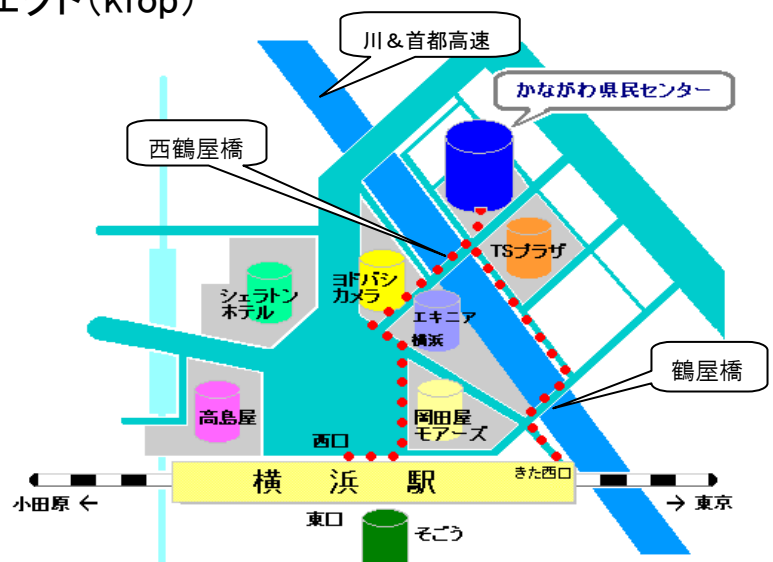 ェクト（kfop）
川＆首都高速
かながわ県民センター
西鶴屋橋
TSプラザ
ヨドバシ
カメラ
シェラトン
ホテル
エキニア
横浜
鶴屋橋
高島屋
岡田屋
モアーズ
西口
きた西口
横 浜 駅
小田原 ←
→ 東京
東口
そごう